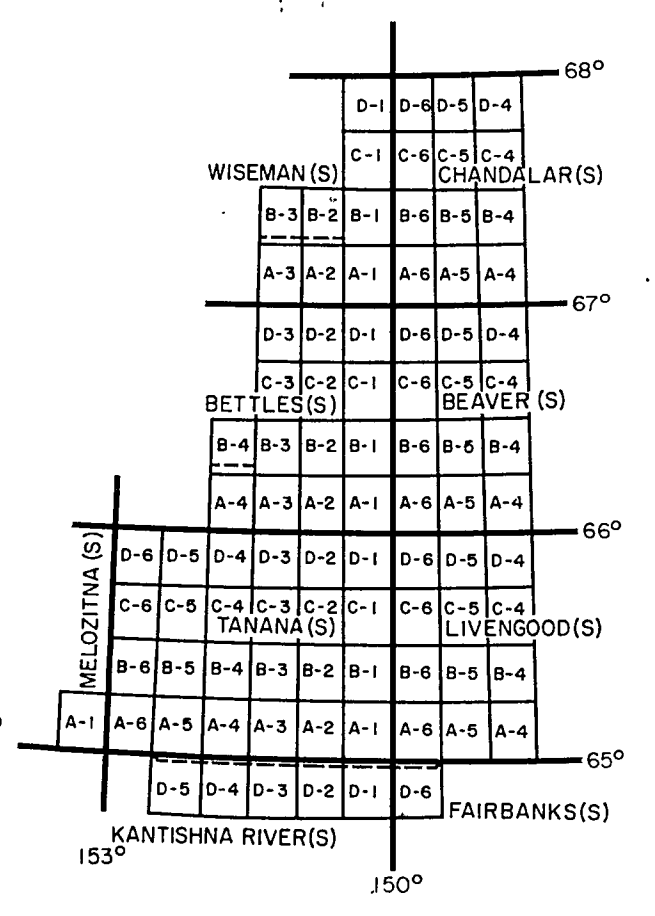 68°
D-1 D-6 D-5 D-4
C-1 C-6 C-5 C-4
WISEMAN (S) CHANDALAR(S)
B-3 B-2 B-1 B-6 B-5 B-4
A-3 A-2 A-1 A-6 A-5 A-4
67°
D-3 D-2 D-1 D-6 D-5 D-4
C-3 C-2 C-1 C-6 C-5 C-4
BETTLES(S) BEAVER (S)
B-4 B-3 B-2 B-1 B-6 B-5 B-4
A-4 A-3 A-2 A-1 A-6 A-5 A-4
66°
MELOZITNA (S)
D-6 D-5 D-4 D-3 D-2 D-1 D-6 D-5 D-4
C-6 C-5 C-4 C-3 C-2 C-1 C-6 C-5 C-4
TANANA(S) LIVENGOOD(S)
B-6 B-5 B-4 B-3 B-2 B-1 B-6 B-5 B-4
A-1 A-6 A-5 A-4 A-3 A-2 A-1 A-6 A-5 A-4
65°
D-5 D-4 D-3 D-2 D-1 D-6
FAIRBANKS(S)
KANTISHNA RIVER(S)
153°
150°